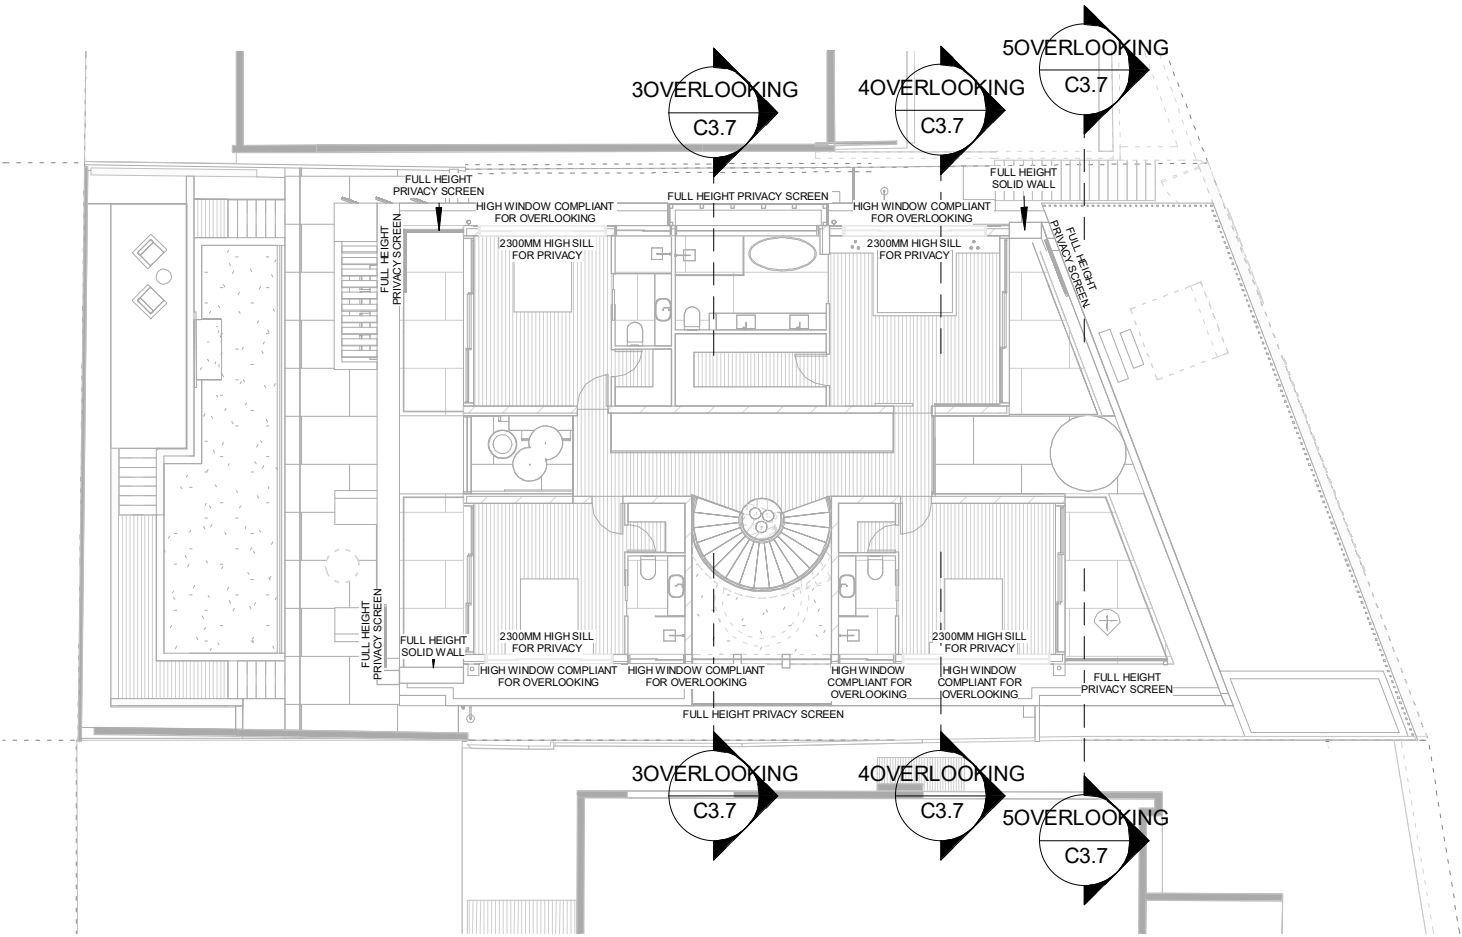 5OVERLOOKING
C3.7
3OVERLOOKING
C3.7
4OVERLOOKING
C3.7
FULL HEIGHT
PRIVACY SCREEN
FULL HEIGHT PRIVACY SCREEN
FULL HEIGHT
SOLID WALL
HIGH WINDOW COMPLIANT
FOR OVERLOOKING
HIGH WINDOW COMPLIANT
FOR OVERLOOKING
FULL HEIGHT
PRIVACY SCREEN
2300MM HIGH SILL
FOR PRIVACY
2300MM HIGH SILL
FOR PRIVACY
FULL HEIGHT
PRIVACY SCREEN
FULL HEIGHT
PRIVACY SCREEN
FULL HEIGHT
SOLID WALL
2300MM HIGH SILL
FOR PRIVACY
2300MM HIGH SILL
FOR PRIVACY
HIGH WINDOW COMPLIANT
FOR OVERLOOKING
HIGH WINDOW COMPLIANT
FOR OVERLOOKING
HIGH WINDOW
COMPLIANT FOR
OVERLOOKING
HIGH WINDOW
COMPLIANT FOR
OVERLOOKING
FULL HEIGHT
PRIVACY SCREEN
FULL HEIGHT PRIVACY SCREEN
3OVERLOOKING
C3.7
4OVERLOOKING
C3.7
5OVERLOOKING
C3.7